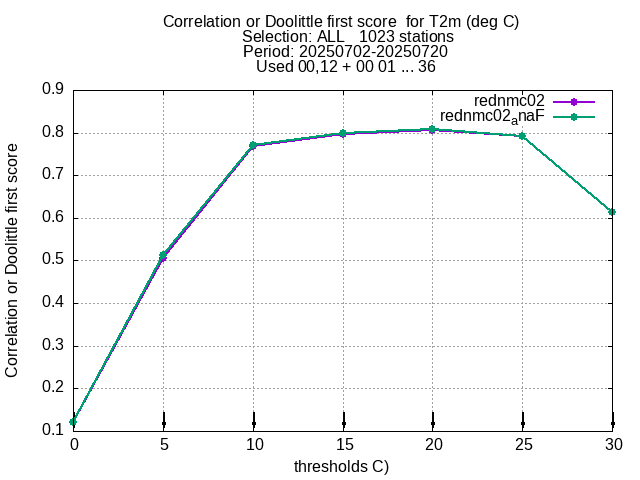 Correlation or Doolittle first score  for T2m (deg C)
Selection: ALL   1023 stations
Period: 20250702-20250720
Used 00,12 + 00 01 ... 36
rednmc02
rednmc02anaF
Correlation or Doolittle first score
0.9
0.8
0.7
0.6
0.5
0.4
0.3
0.2
0.1
0 5 10 15 20 25 30
thresholds C)